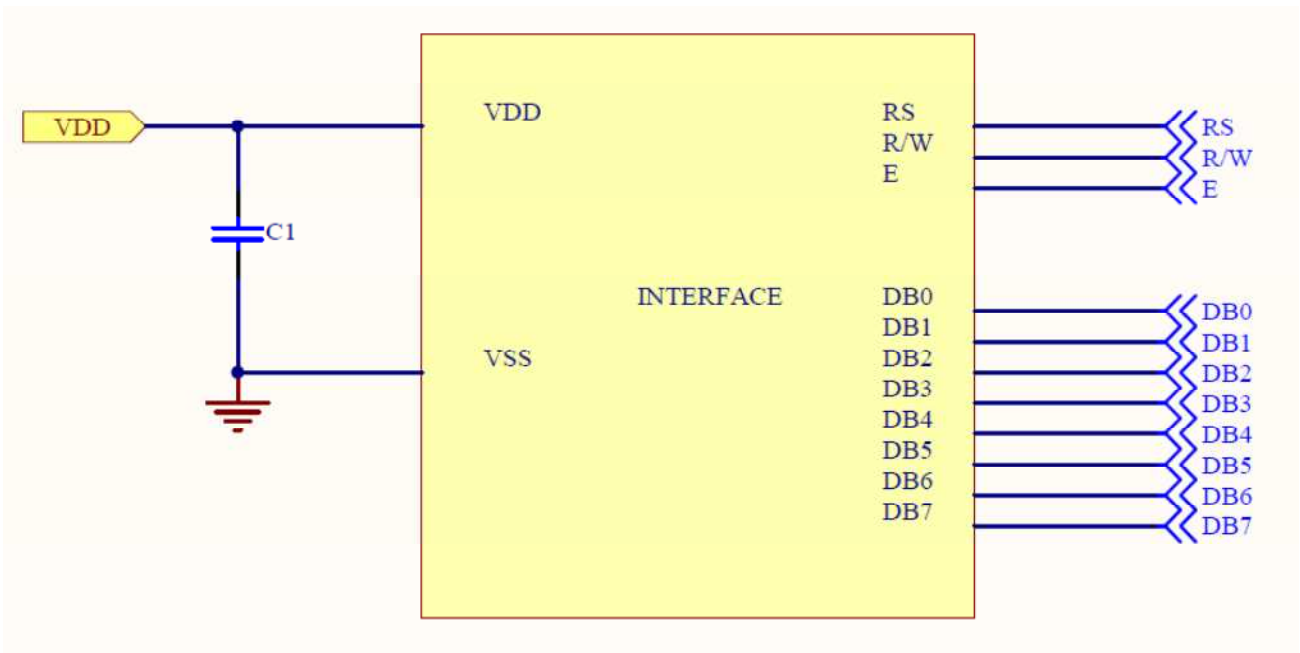 VDD
VDD
RS
RS
R/W
R/W
E
E
C1
INTERFACE
DB0
DB0
DB1
DB1
VSS
DB2
DB2
DB3
DB3
DB4
DB4
DB5
DB5
DB6
DB6
DB7
DB7